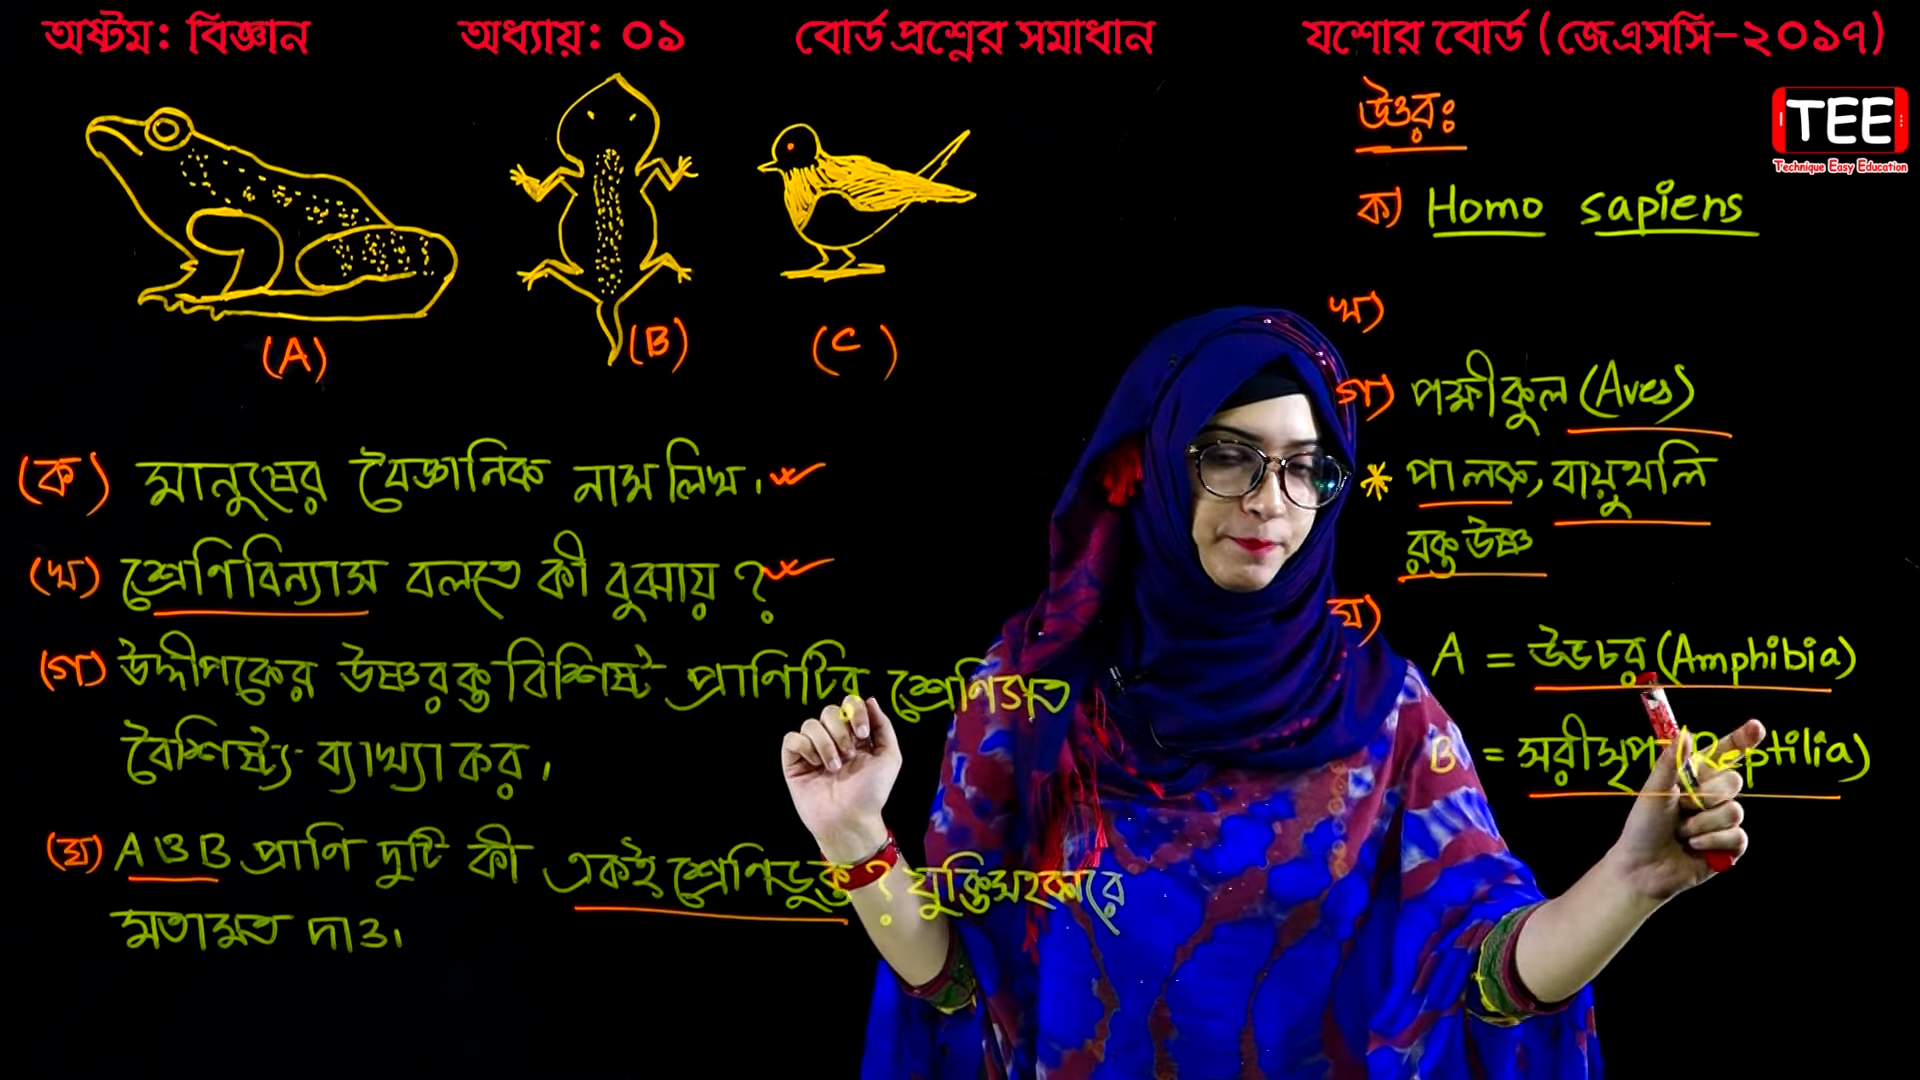 অষ্টম: বিজ্ঞান
অধ্যায়: ০১
বোর্ড প্রশ্নের সমাধান
যশোর বোর্ড (জেএসসি-২০১৭)
TEE
Technique Easy Education
(A)
(B)
(C)
(ক) মানুষের বৈজ্ঞানিক নাম লিখ।
(খ) শ্রেণিবিন্যাস বলতে কী বুঝায় ?
(গ) উদ্দীপকের উষ্ণরক্ত বিশিষ্ট প্রাণিটির শ্রেণিগত
বৈশিষ্ট্য ব্যাখ্যা কর।
(ঘ) A ও B প্রাণি দুটি কী একই শ্রেণিভুক্ত ? যুক্তিসহকারে
মতামত দাও।
উত্তরঃ
ক) Homo sapiens
খ)
গ) পক্ষীকুল (Aves)
* পালক, বায়ুথলি
রক্ত উষ্ণ
ঘ)
A = উভচর (Amphibia)
B = সরীসৃপ (Reptilia)